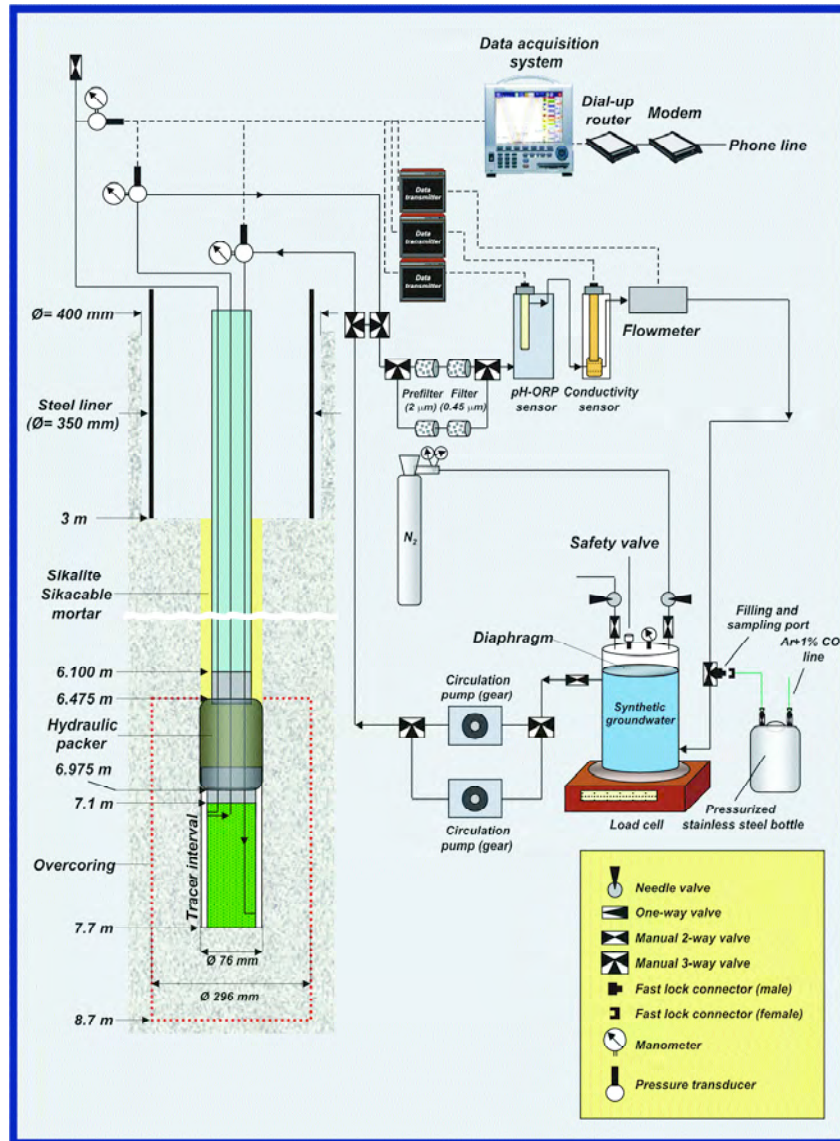 Data acquisition
system
Dial-up
router
Modem
Phone line
Data
transmitter
Data
transmitter
Data
transmitter
Ø= 400 mm
Flowmeter
Prefilter
(2 µm)
Filter
(0.45 µm)
pH-ORP
sensor
Conductivity
sensor
Steel liner
(Ø= 350 mm)
N2
3 m
Safety valve
Sikalite
Sikacable
mortar
Filling and
sampling port
Diaphragm
Ar+1% CO
line
6.100 m
6.475 m
Circulation
pump (gear)
Synthetic
groundwater
Hydraulic
packer
6.975 m
7.1 m
Circulation
pump (gear)
Load cell
Pressurized
stainless steel bottle
Overcoring
Tracer interval
7.7 m
Ø 76 mm
Ø 296 mm
8.7 m
Needle valve
One-way valve
Manual 2-way valve
Manual 3-way valve
Fast lock connector (male)
Fast lock connector (female)
Manometer
Pressure transducer